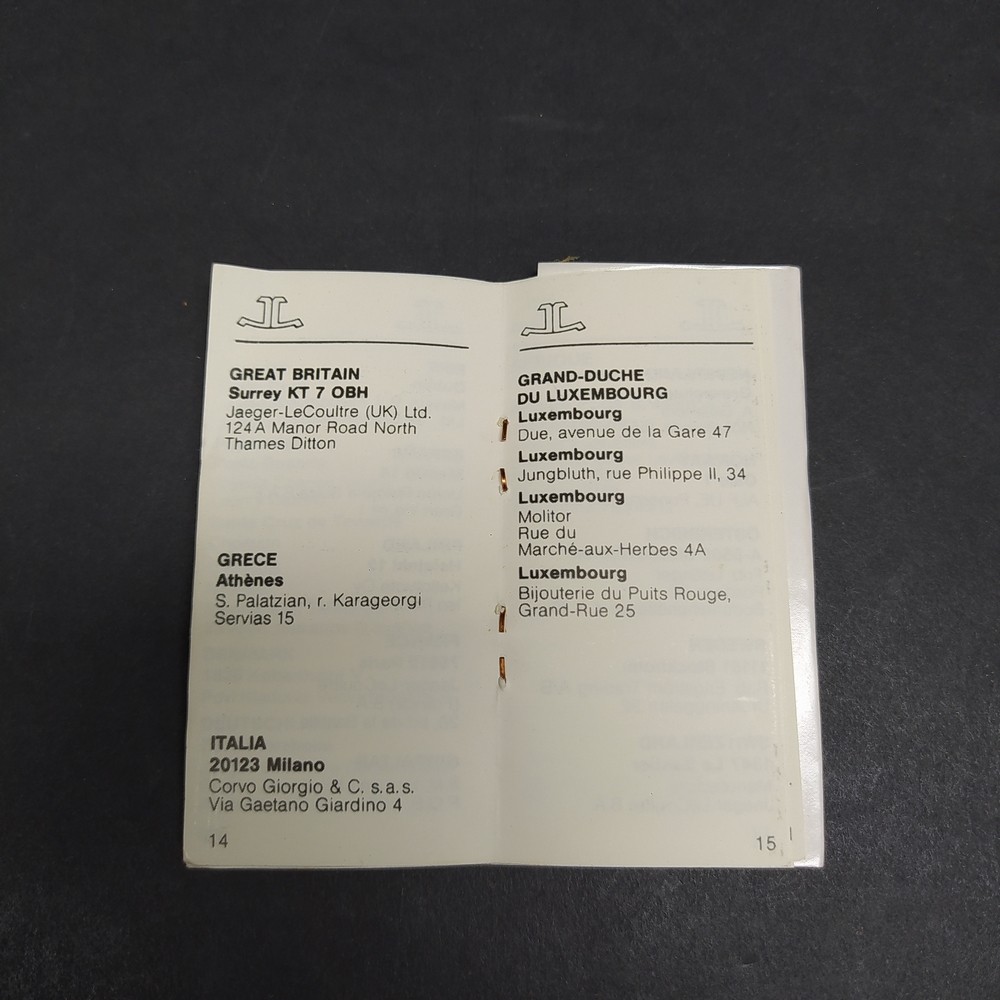 GREAT BRITAIN
Surrey KT 7 OBH
Jaeger-LeCoultre (UK) Ltd.
124A Manor Road North
Thames Ditton
GRECE
Athènes
S. Palatzian, r. Karageorgi
Servias 15
ITALIA
20123 Milano
Corvo Giorgio & C. s.a.s.
Via Gaetano Giardino 4
14
GRAND-DUCHE
DU LUXEMBOURG
Luxembourg
Due, avenue de la Gare 47
Luxembourg
Jungbluth, rue Philippe II, 34
Luxembourg
Molitor
Rue du
Marché-aux-Herbes 4A
Luxembourg
Bijouterie du Puits Rouge,
Grand-Rue 25
15